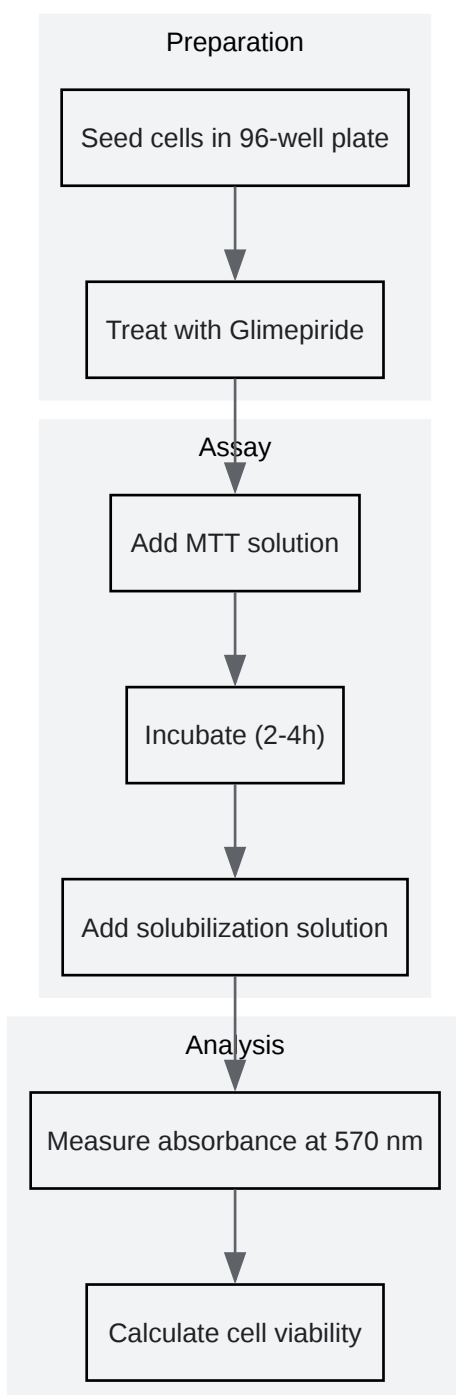 Preparation
Seed cells in 96-well plate
Treat with Glimepiride
Assay
Add MTT solution
Incubate (2-4h)
Add solubilization solution
Analysis
Measure absorbance at 570 nm
Calculate cell viability